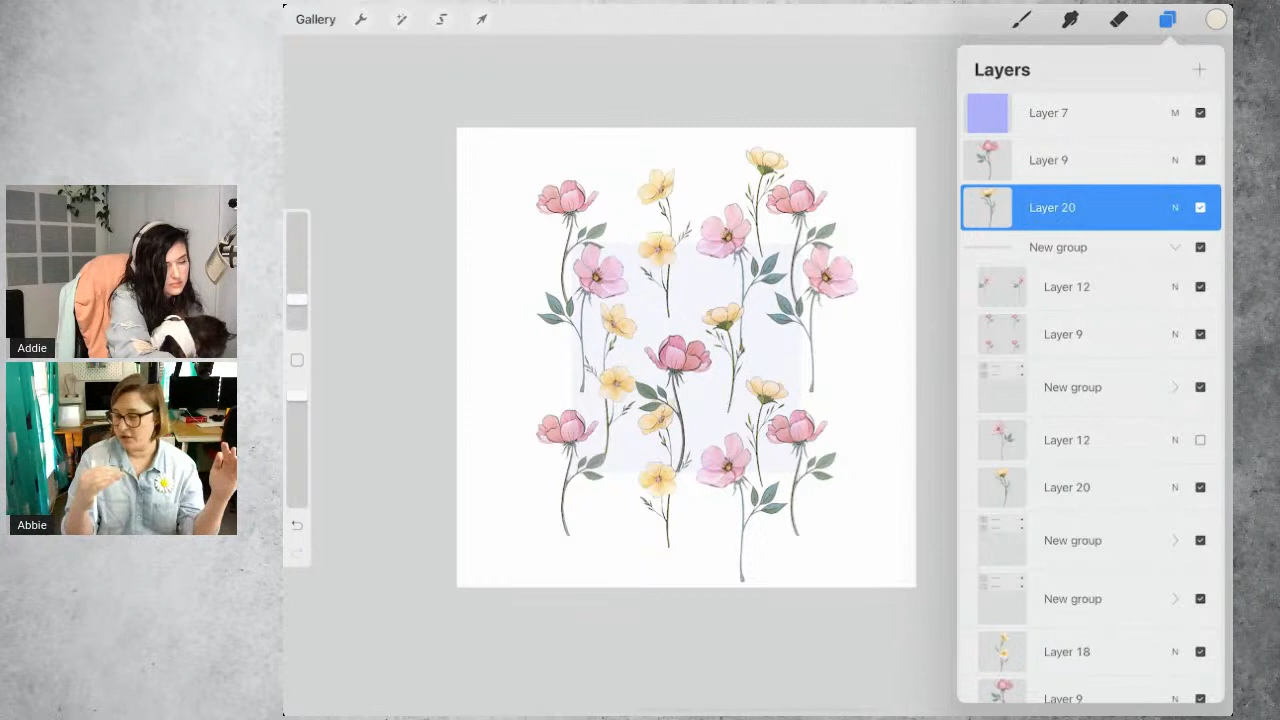 Gallery
Layers
Layer 7 M
Layer 9 N
Layer 20 N
New group
Layer 12 N
Layer 9 N
New group
Layer 12 N
Layer 20 N
New group
New group
Layer 18 N
Layer 9 N
Addie
Abbie